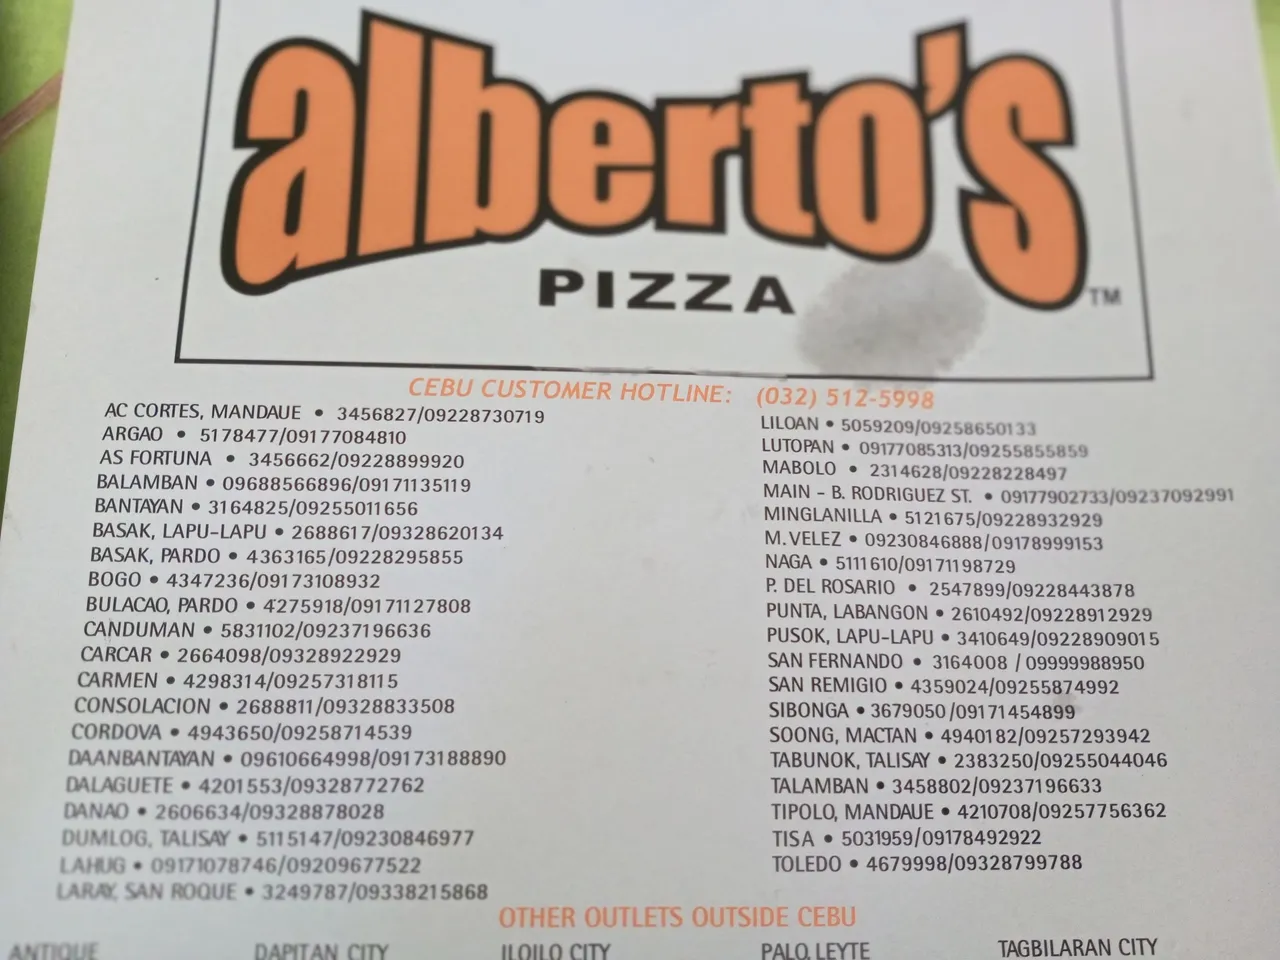 alberto's
PIZZA
TM
CEBU CUSTOMER HOTLINE: (032) 512-5998
AC CORTES, MANDAUE • 3456827/09228730719
ARGAO • 5178477/09177084810
AS FORTUNA • 3456662/09228899920
BALAMBAN • 09688566896/09171135119
BANTAYAN • 3164825/09255011656
BASAK, LAPU-LAPU • 2688617/09328620134
BASAK, PARDO • 4363165/09228295855
BOGO • 4347236/09173108932
BULACAO, PARDO • 4275918/09171127808
CANDUMAN • 5831102/09237196636
CARCAR • 2664098/09328922929
CARMEN • 4298314/09257318115
CONSOLACION • 2688811/09328833508
CORDOVA • 4943650/09258714539
DAANBANTAYAN • 09610664998/09173188890
DALAGUETE • 4201553/09328772762
DANAO • 2606634/09328878028
DUMLOG, TALISAY • 5115147/09230846977
LAHUG • 09171078746/09209677522
LARAY, SAN ROQUE • 3249787/09338215868
LILOAN • 5059209/09258650133
LUTOPAN • 09177085313/09255855859
MABOLO • 2314628/09228228497
MAIN - B. RODRIGUEZ ST. • 09177902733/09237092991
MINGLANILLA • 5121675/09228932929
M.VELEZ • 09230846888/09178999153
NAGA • 5111610/09171198729
P. DEL ROSARIO • 2547899/09228443878
PUNTA, LABANGON • 2610492/09228912929
PUSOK, LAPU-LAPU • 3410649/09228909015
SAN FERNANDO • 3164008 / 09999988950
SAN REMIGIO • 4359024/09255874992
SIBONGA • 3679050/09171454899
SOONG, MACTAN • 4940182/09257293942
TABUNOK, TALISAY • 2383250/09255044046
TALAMBAN • 3458802/09237196633
TIPOLO, MANDAUE • 4210708/09257756362
TISA • 5031959/09178492922
TOLEDO • 4679998/09328799788
OTHER OUTLETS OUTSIDE CEBU
ANTIQUE DAPITAN CITY ILOILO CITY PALO, LEYTE TAGBILARAN CITY